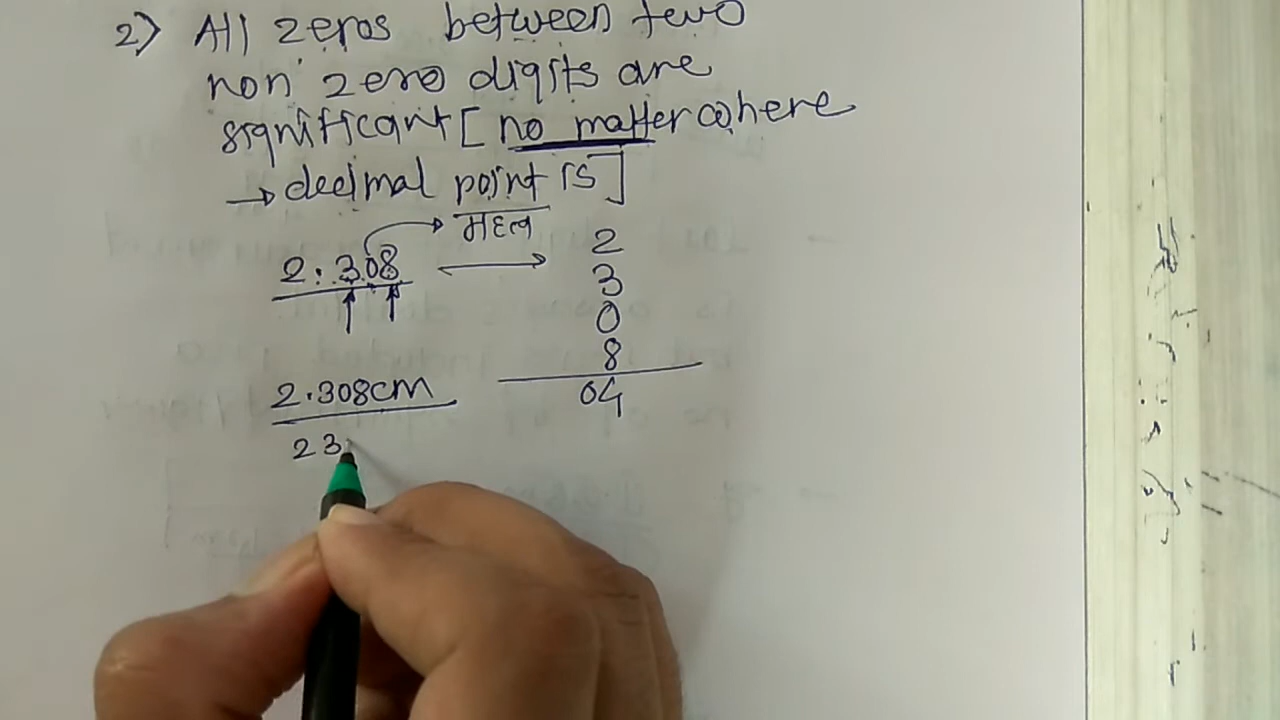 2) All zeros between two
non zero digits are
significant [ no matter where
→ decimal point is ]
महत्व
2.308 ⟷ 2
3
0
8
04
2.308cm
23